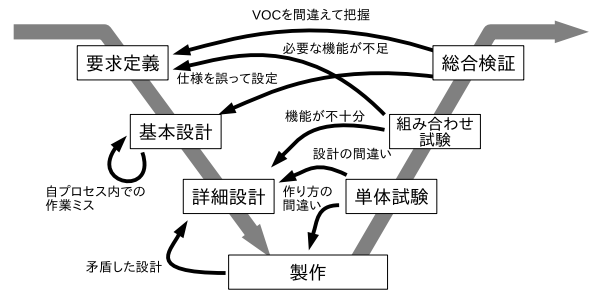 VOCを間違えて把握
必要な機能が不足
要求定義
総合検証
仕様を誤って設定
機能が不十分
基本設計
組み合わせ
試験
設計の間違い
自プロセス内での
作業ミス
詳細設計
作り方の
間違い
単体試験
矛盾した設計
製作